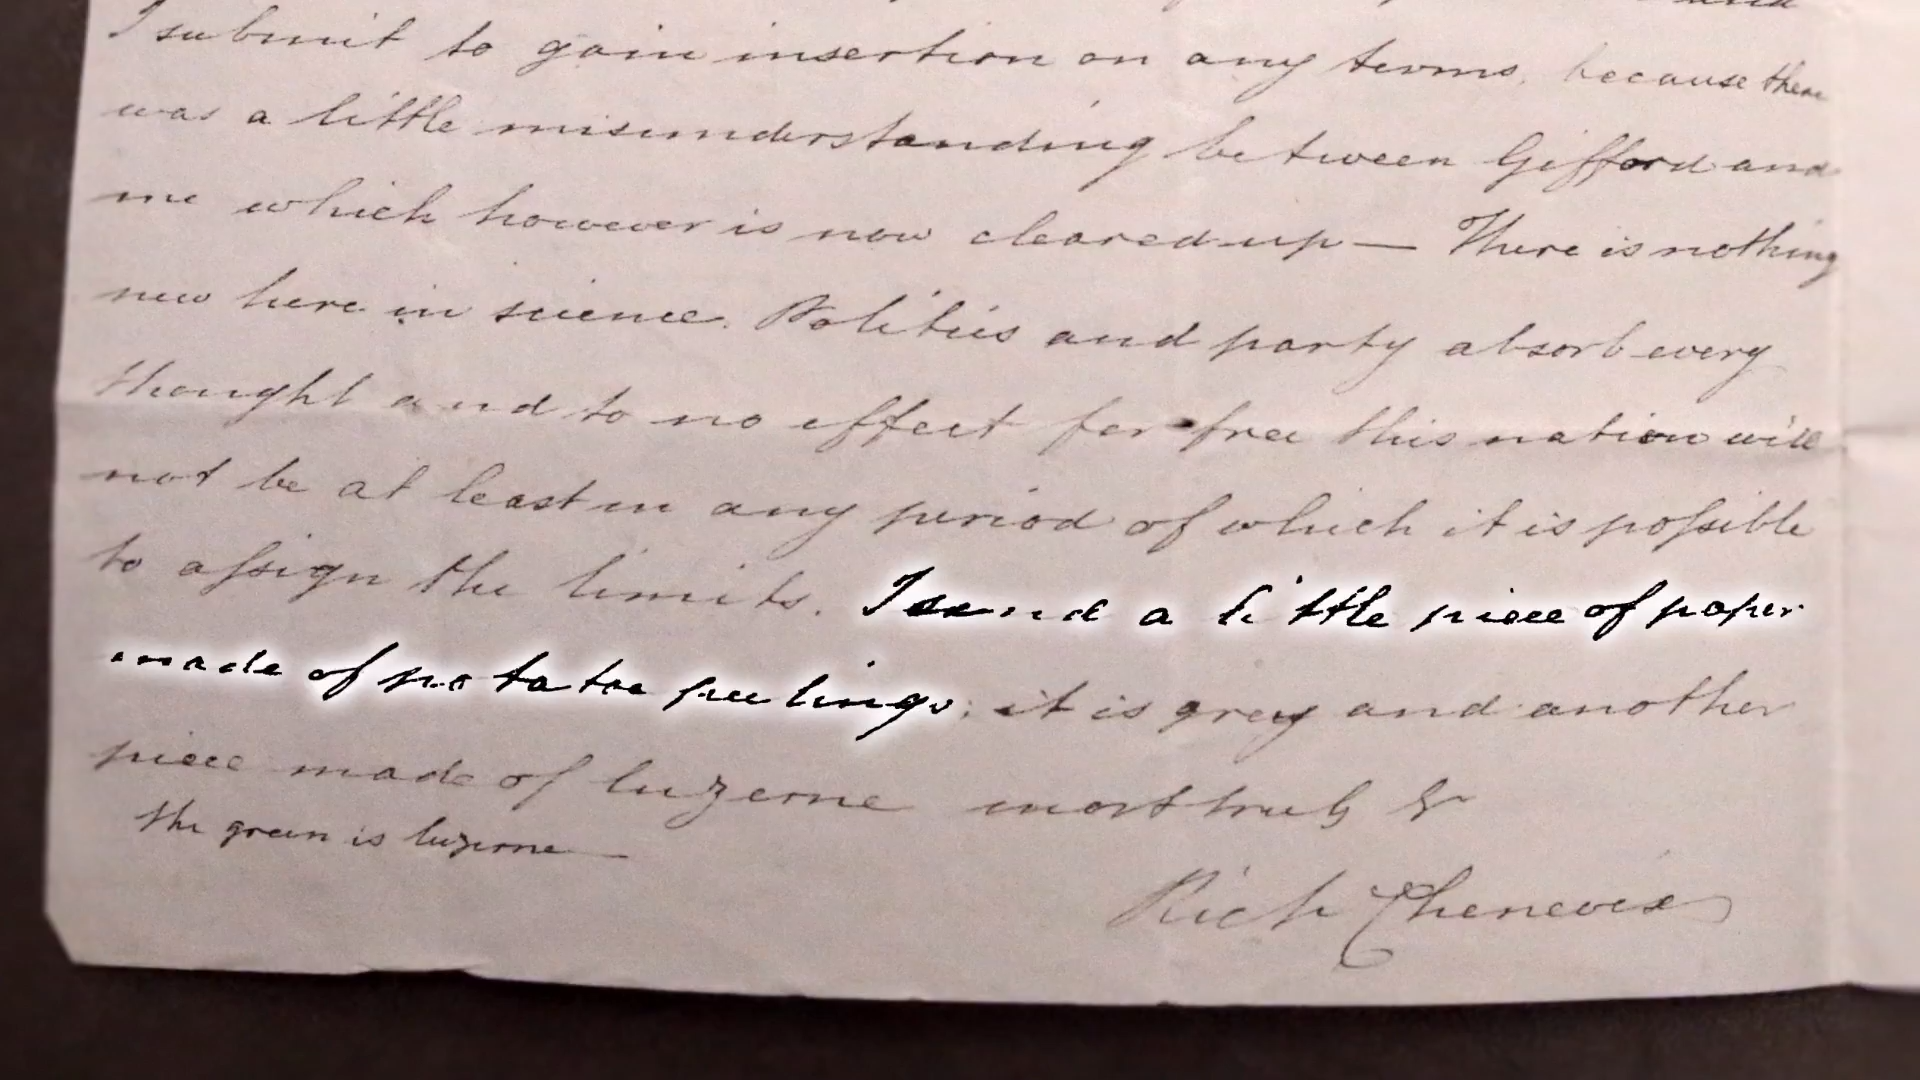 and
I submit to gain insertion on any terms, because there
was a little misunderstanding between Gifford and
me which however is now cleared up — There is nothing
new here in science. Politics and party absorb every
thought and to no effect for free this nation will
not be at least in any period of which it is possible
to assign the limits. I send a little piece of paper
made of potatoe peelings; it is grey and another
piece made of luzerne most truly &
the green is luzerne —
Rich Chenevix